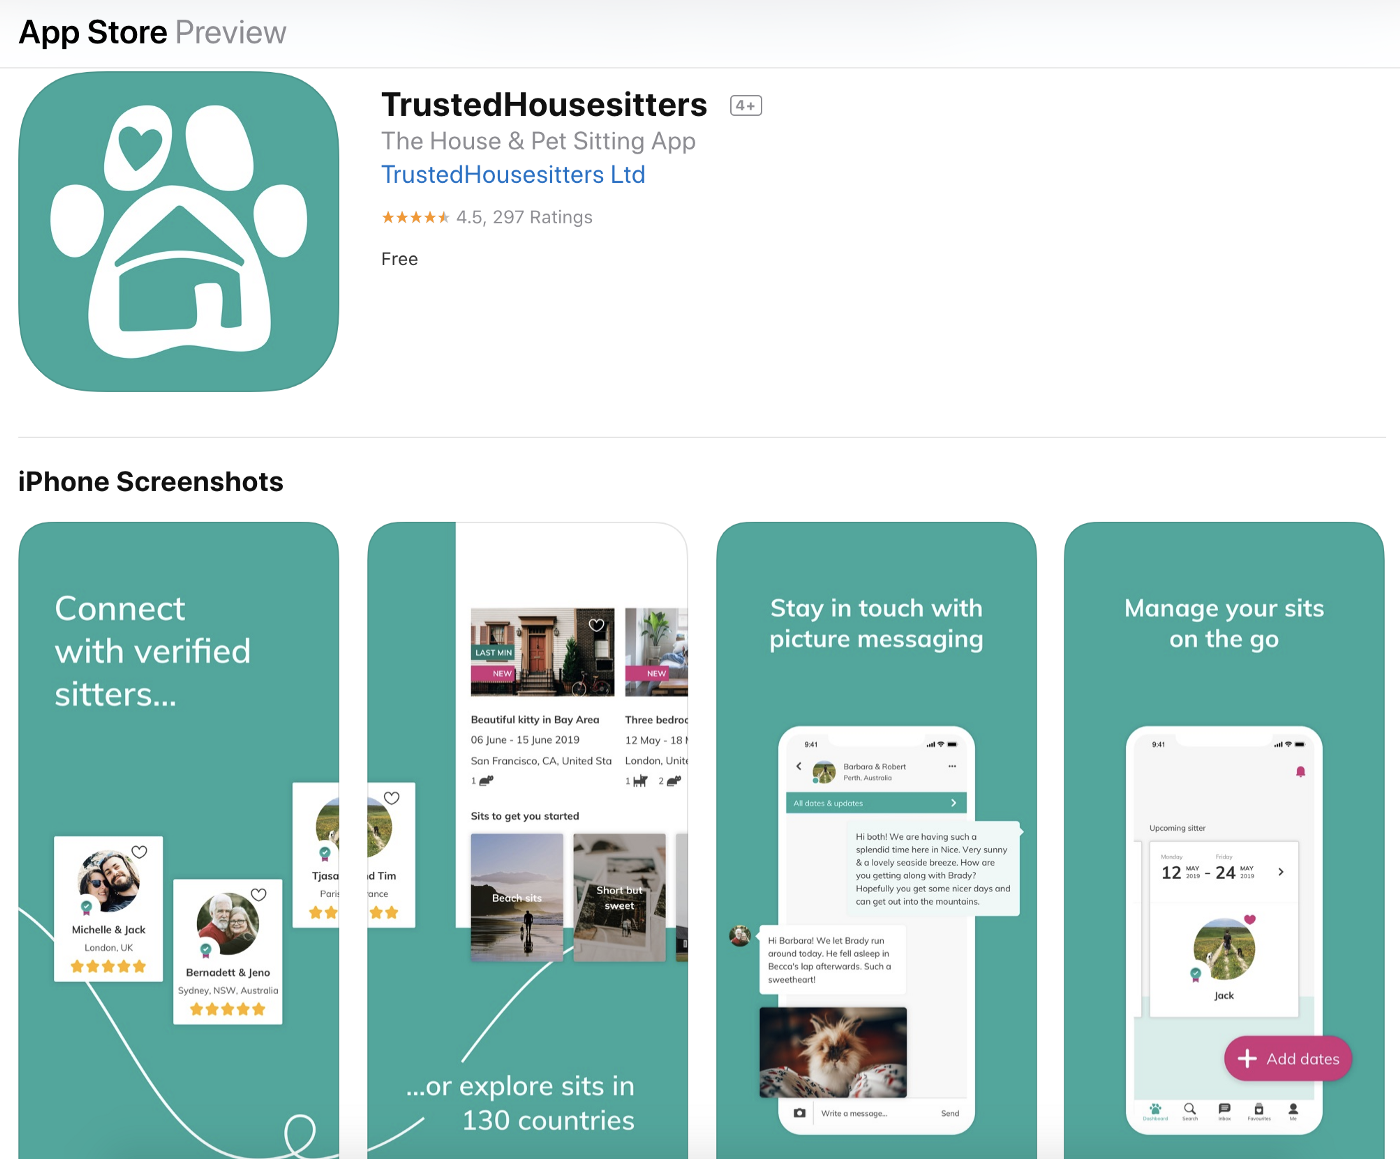 App Store Preview
TrustedHousesitters 4+
The House & Pet Sitting App
TrustedHousesitters Ltd
4.5, 297 Ratings
Free
iPhone Screenshots
Connect
with verified
sitters...
Michelle & Jack
London, UK
Bernadett & Jeno
Sydney, NSW, Australia
Tjasa
Paris
d Tim
ance
LAST MIN
NEW
NEW
Beautiful kitty in Bay Area
06 June - 15 June 2019
San Francisco, CA, United Sta
1
Three bedroo
12 May - 18 M
London, Unite
1 2
Sits to get you started
Beach sits
Short but
sweet
...or explore sits in
130 countries
Stay in touch with
picture messaging
9:41
Barbara & Robert
Perth, Australia
All dates & updates
Hi both! We are having such a
splendid time here in Nice. Very sunny
& a lovely seaside breeze. How are
you getting along with Brady?
Hopefully you get some nicer days and
can get out into the mountains.
Hi Barbara! We let Brady run
around today. He fell asleep in
Becca's lap afterwards. Such a
sweetheart!
Write a message...
Send
Manage your sits
on the go
9:41
Upcoming sitter
Monday Friday
12 MAY 2019 - 24 MAY 2019
Jack
Add dates
Dashboard Search Inbox Favourites Me